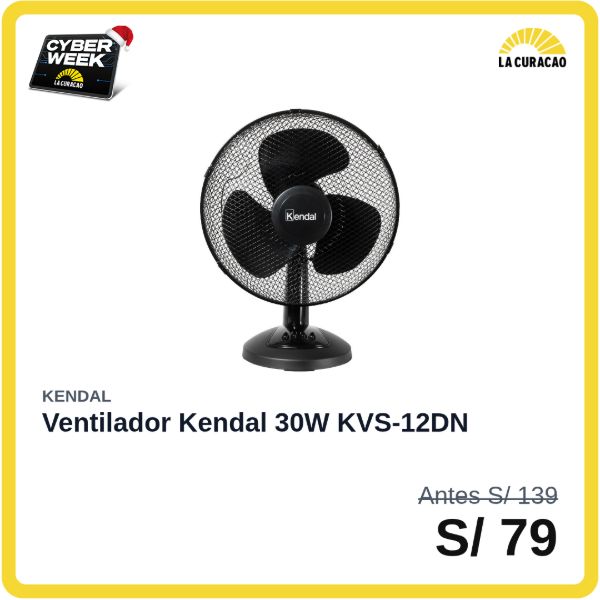 CYBER
WEEK
LA CURACAO
LA CURACAO
Kendal
KENDAL
Ventilador Kendal 30W KVS-12DN
Antes S/ 139
S/ 79